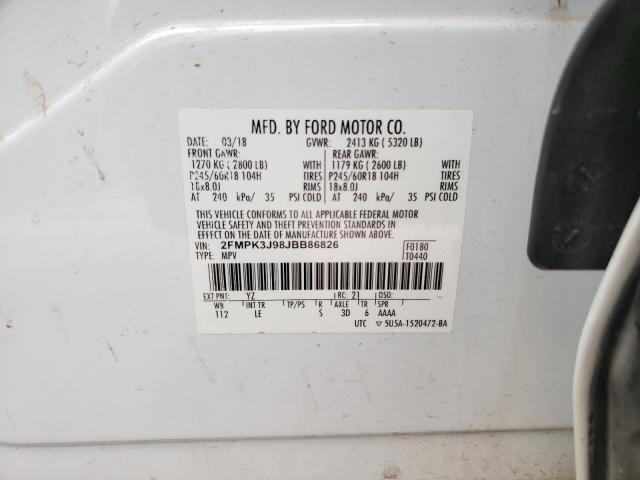 MFD. BY FORD MOTOR CO.
DATE: 03/18 GVWR: 2413 KG ( 5320 LB)
FRONT GAWR: REAR GAWR:
1270 KG ( 2800 LB) WITH 1179 KG ( 2600 LB) WITH
P245/60R18 104H TIRES P245/60R18 104H TIRES
18x8.0J RIMS 18x8.0J RIMS
AT 240 kPa/ 35 PSI COLD AT 240 kPa/ 35 PSI COLD
THIS VEHICLE CONFORMS TO ALL APPLICABLE FEDERAL MOTOR
VEHICLE SAFETY AND THEFT PREVENTION STANDARDS IN
EFFECT ON THE DATE OF MANUFACTURE SHOWN ABOVE.
VIN: 2FMPK3J98JBB86826 F0180
TYPE: MPV T0440
EXT PNT: YZ RC: 21 DSO:
WB INT TR TP/PS R AXLE TR SPR
112 LE S 3D 6 AAAA
UTC ▽ 5U5A-1520472-BA